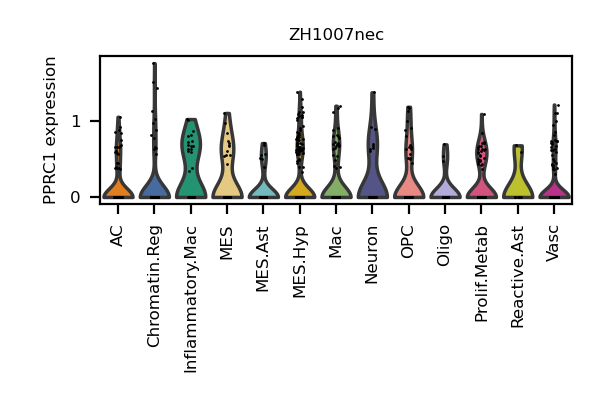 ZH1007nec
PPRC1 expression
1
0
AC
Chromatin.Reg
Inflammatory.Mac
MES
MES.Ast
MES.Hyp
Mac
Neuron
OPC
Oligo
Prolif.Metab
Reactive.Ast
Vasc